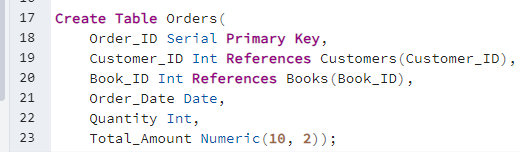 17 Create Table Orders(
18 Order_ID Serial Primary Key,
19 Customer_ID Int References Customers(Customer_ID),
20 Book_ID Int References Books(Book_ID),
21 Order_Date Date,
22 Quantity Int,
23 Total_Amount Numeric(10, 2));